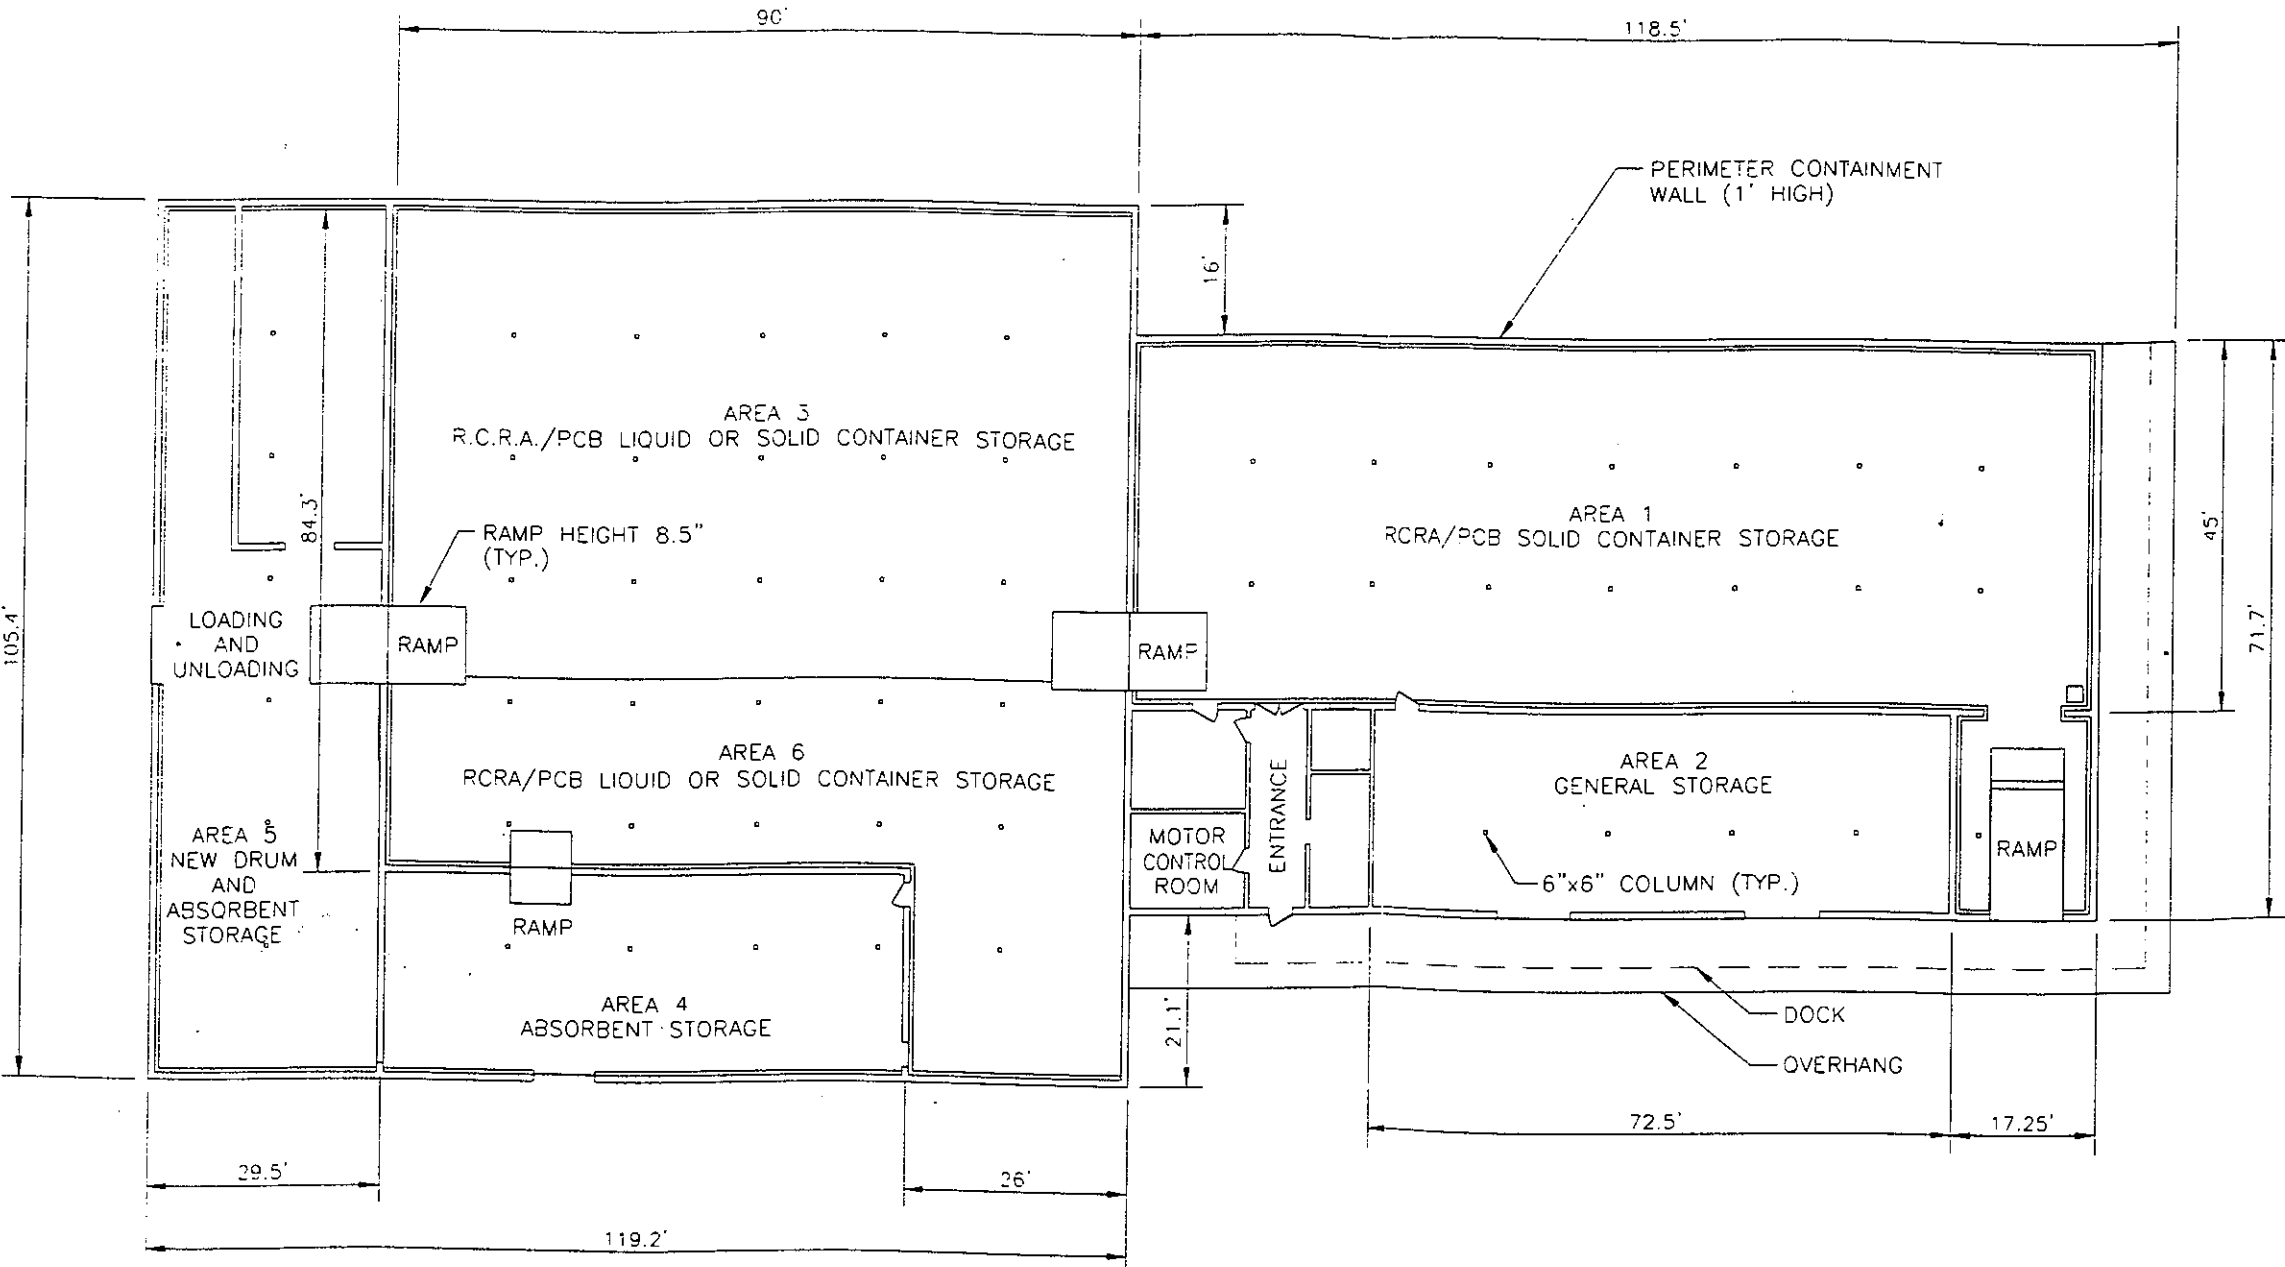 90'
118.5'
PERIMETER CONTAINMENT
WALL (1' HIGH)
16'
105.4'
84.3'
AREA 3
R.C.R.A./PCB LIQUID OR SOLID CONTAINER STORAGE
RAMP HEIGHT 8.5"
(TYP.)
AREA 1
RCRA/PCB SOLID CONTAINER STORAGE
45'
71.7'
LOADING
AND
UNLOADING
RAMP
RAMP
AREA 6
RCRA/PCB LIQUID OR SOLID CONTAINER STORAGE
AREA 2
GENERAL STORAGE
ENTRANCE
MOTOR
CONTROL
ROOM
6"x6" COLUMN (TYP.)
RAMP
AREA 5
NEW DRUM
AND
ABSORBENT
STORAGE
RAMP
AREA 4
ABSORBENT STORAGE
21.1'
DOCK
OVERHANG
72.5'
17.25'
29.5'
26'
119.2'